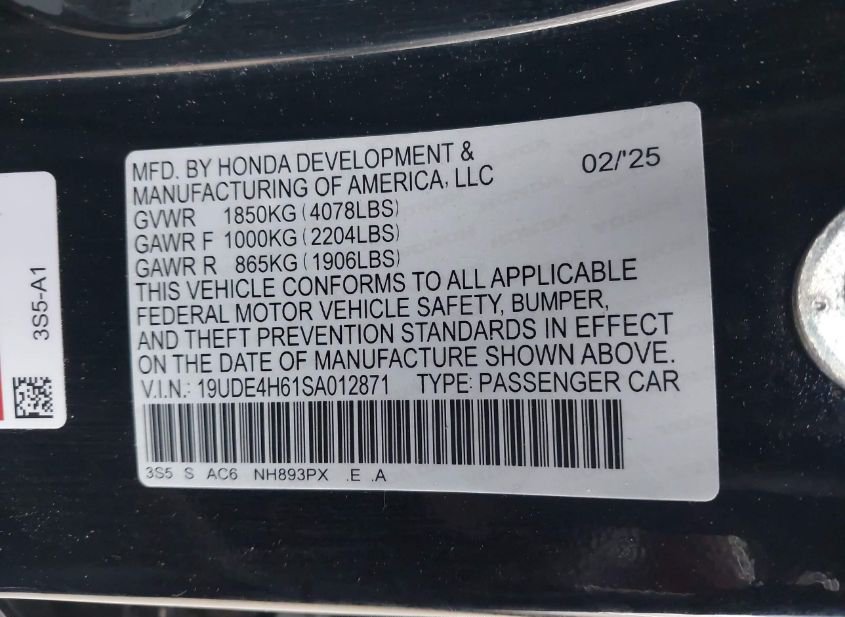 MFD. BY HONDA DEVELOPMENT &
MANUFACTURING OF AMERICA, LLC
02/'25
GVWR 1850KG (4078LBS)
GAWR F 1000KG (2204LBS)
GAWR R 865KG (1906LBS)
THIS VEHICLE CONFORMS TO ALL APPLICABLE
FEDERAL MOTOR VEHICLE SAFETY, BUMPER,
AND THEFT PREVENTION STANDARDS IN EFFECT
ON THE DATE OF MANUFACTURE SHOWN ABOVE.
V.I.N.: 19UDE4H61SA012871 TYPE: PASSENGER CAR
3S5 S AC6 NH893PX .E .A
3S5-A1